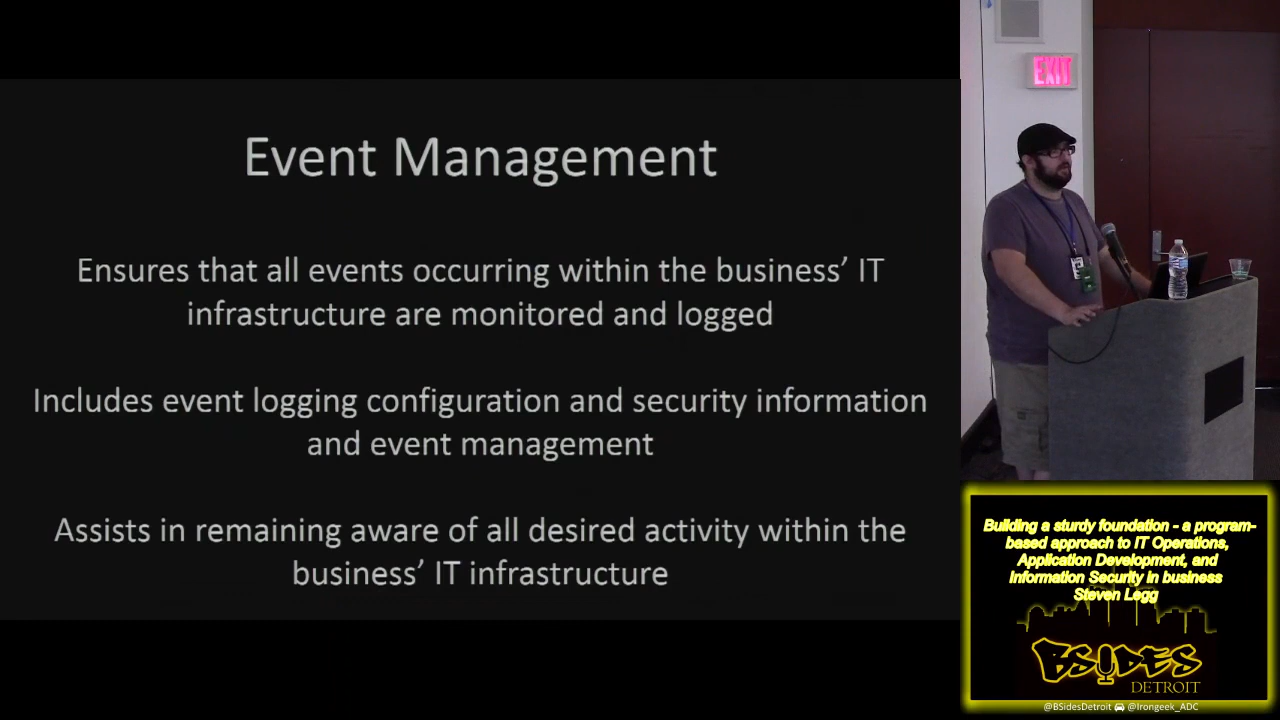 Event Management
Ensures that all events occurring within the business’ IT
infrastructure are monitored and logged
Includes event logging configuration and security information
and event management
Assists in remaining aware of all desired activity within the
business’ IT infrastructure
EXIT
Building a sturdy foundation - a program-
based approach to IT Operations,
Application Development, and
Information Security in business
Steven Legg
BSIDES
DETROIT
@BSidesDetroit @Irongeek_ADC